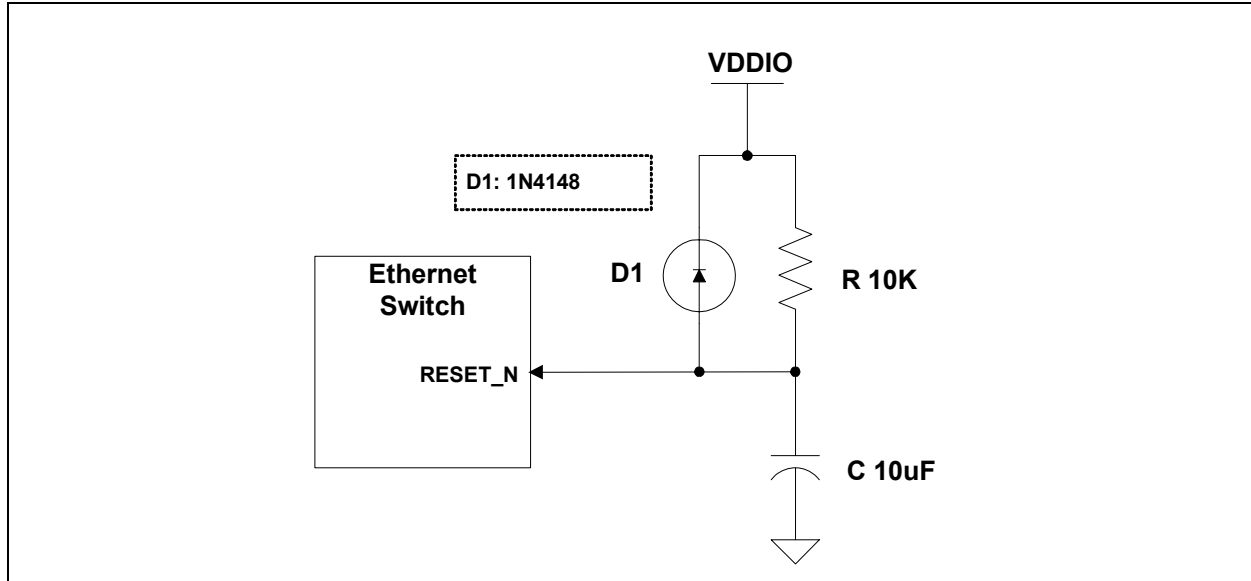 VDDIO
D1: 1N4148
Ethernet
Switch
D1
R 10K
RESET_N
C 10uF